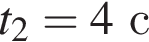 t₂ = 4 с